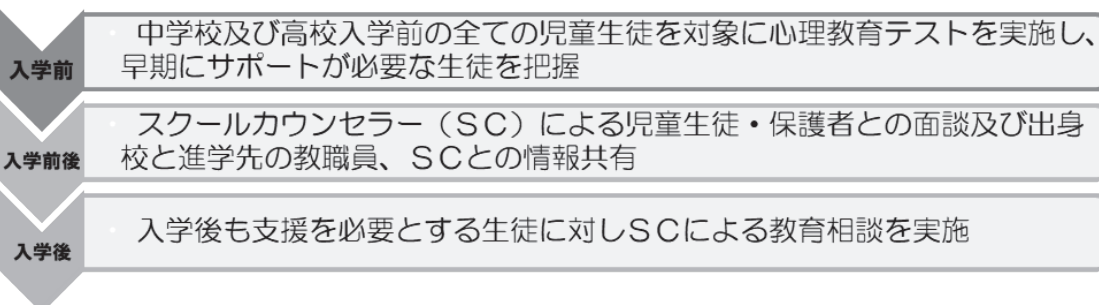 入学前
中学校及び高校入学前の全ての児童生徒を対象に心理教育テストを実施し、
早期にサポートが必要な生徒を把握
入学前後
スクールカウンセラー（ＳＣ）による児童生徒・保護者との面談及び出身
校と進学先の教職員、ＳＣとの情報共有
入学後
入学後も支援を必要とする生徒に対しＳＣによる教育相談を実施